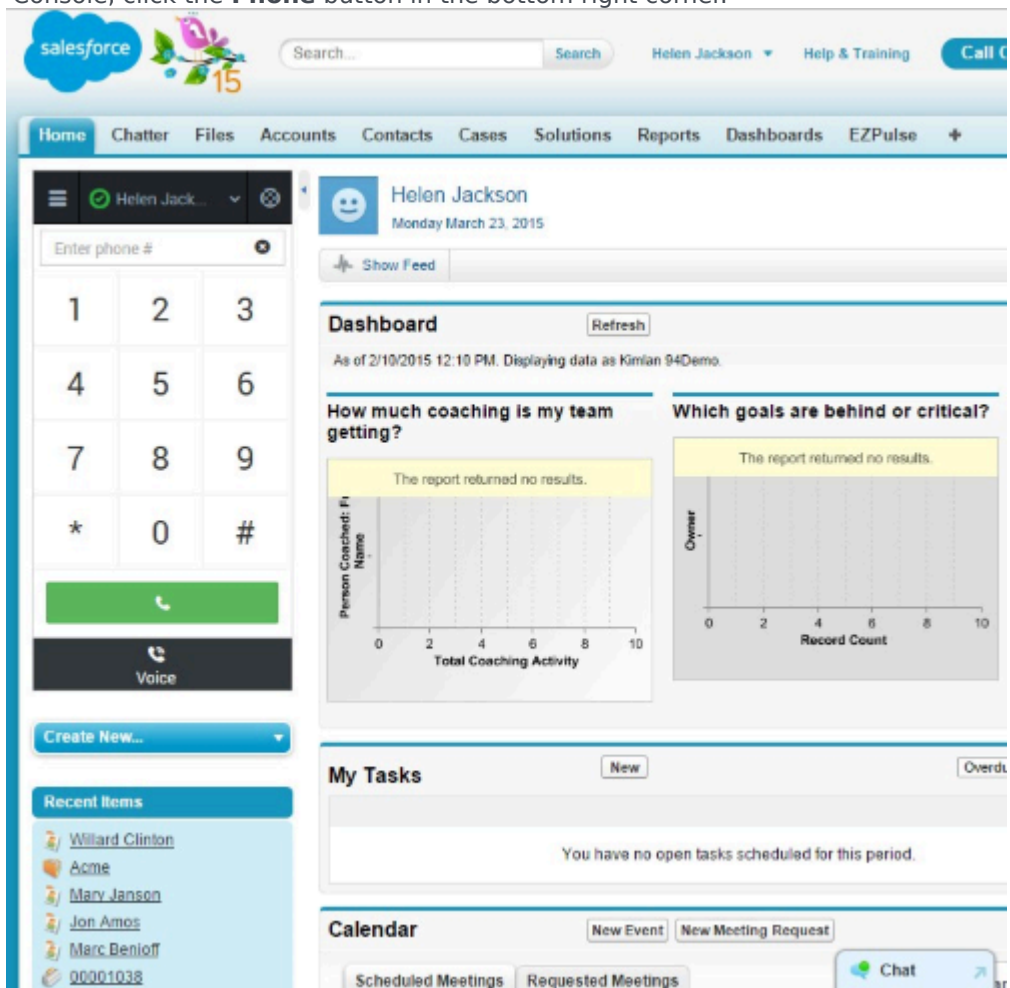 Console, click the Phone button in the bottom right corner.
salesforce
15
Search...
Search
Helen Jackson
Help & Training
Call C
Home Chatter Files Accounts Contacts Cases Solutions Reports Dashboards EZPulse +
Helen Jack...
Enter phone #
1 2 3
4 5 6
7 8 9
* 0 #
Voice
Create New...
Recent Items
Willard Clinton
Acme
Mary Janson
Jon Amos
Marc Benioff
00001038
Helen Jackson
Monday March 23, 2015
Show Feed
Dashboard
Refresh
As of 2/10/2015 12:10 PM. Displaying data as Kimlan 94Demo.
How much coaching is my team
getting?
The report returned no results.
Person Coached: F
Name
0 2 4 6 8 10
Total Coaching Activity
Which goals are behind or critical?
The report returned no results.
Owner
0 2 4 6 8 10
Record Count
My Tasks
New
Overdu
You have no open tasks scheduled for this period.
Calendar
New Event
New Meeting Request
Scheduled Meetings
Requested Meetings
Chat